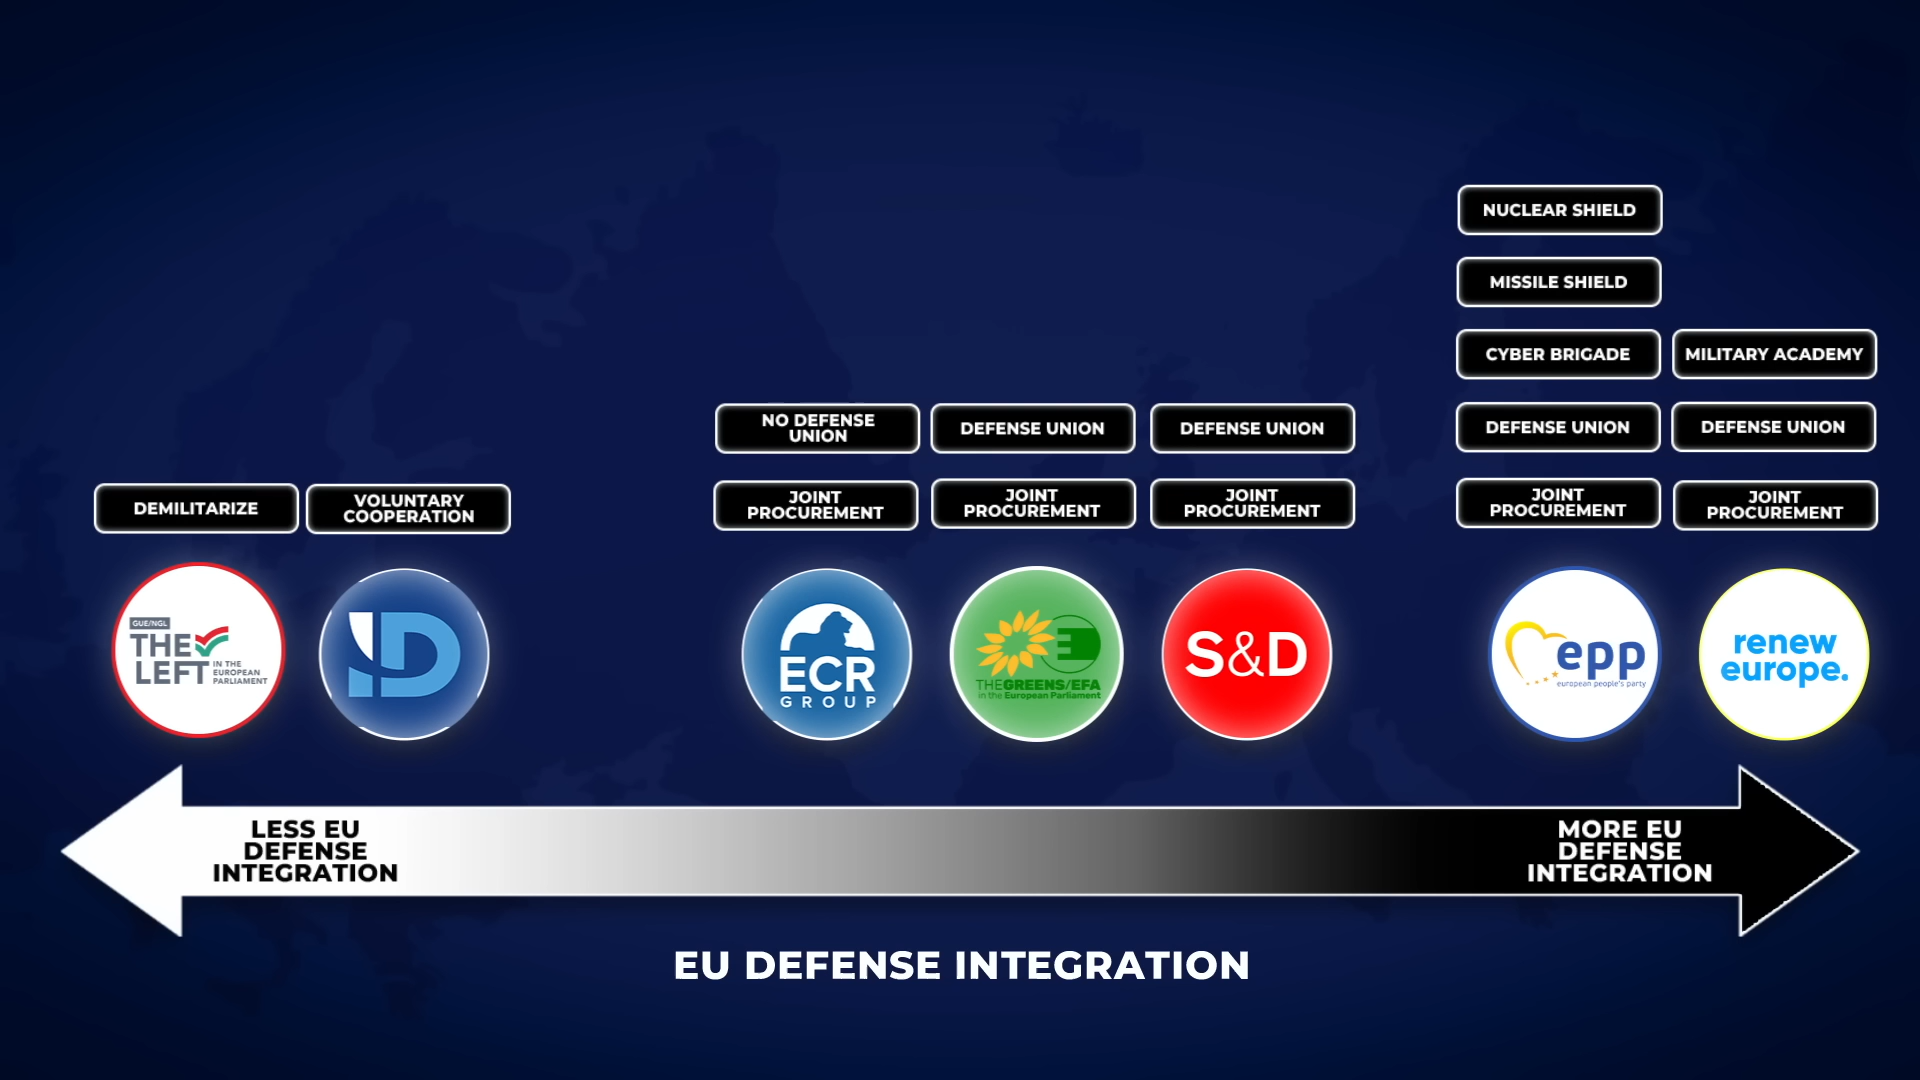 NUCLEAR SHIELD
MISSILE SHIELD
CYBER BRIGADE
MILITARY ACADEMY
NO DEFENSE
UNION
DEFENSE UNION
DEFENSE UNION
DEFENSE UNION
DEFENSE UNION
DEMILITARIZE
VOLUNTARY
COOPERATION
JOINT
PROCUREMENT
JOINT
PROCUREMENT
JOINT
PROCUREMENT
JOINT
PROCUREMENT
JOINT
PROCUREMENT
GUE/NGL
THE
LEFT
IN THE
EUROPEAN
PARLIAMENT
ID
ECR
GROUP
THE GREENS/EFA
in the European Parliament
S&D
epp
european people's party
renew
europe.
LESS EU
DEFENSE
INTEGRATION
MORE EU
DEFENSE
INTEGRATION
EU DEFENSE INTEGRATION